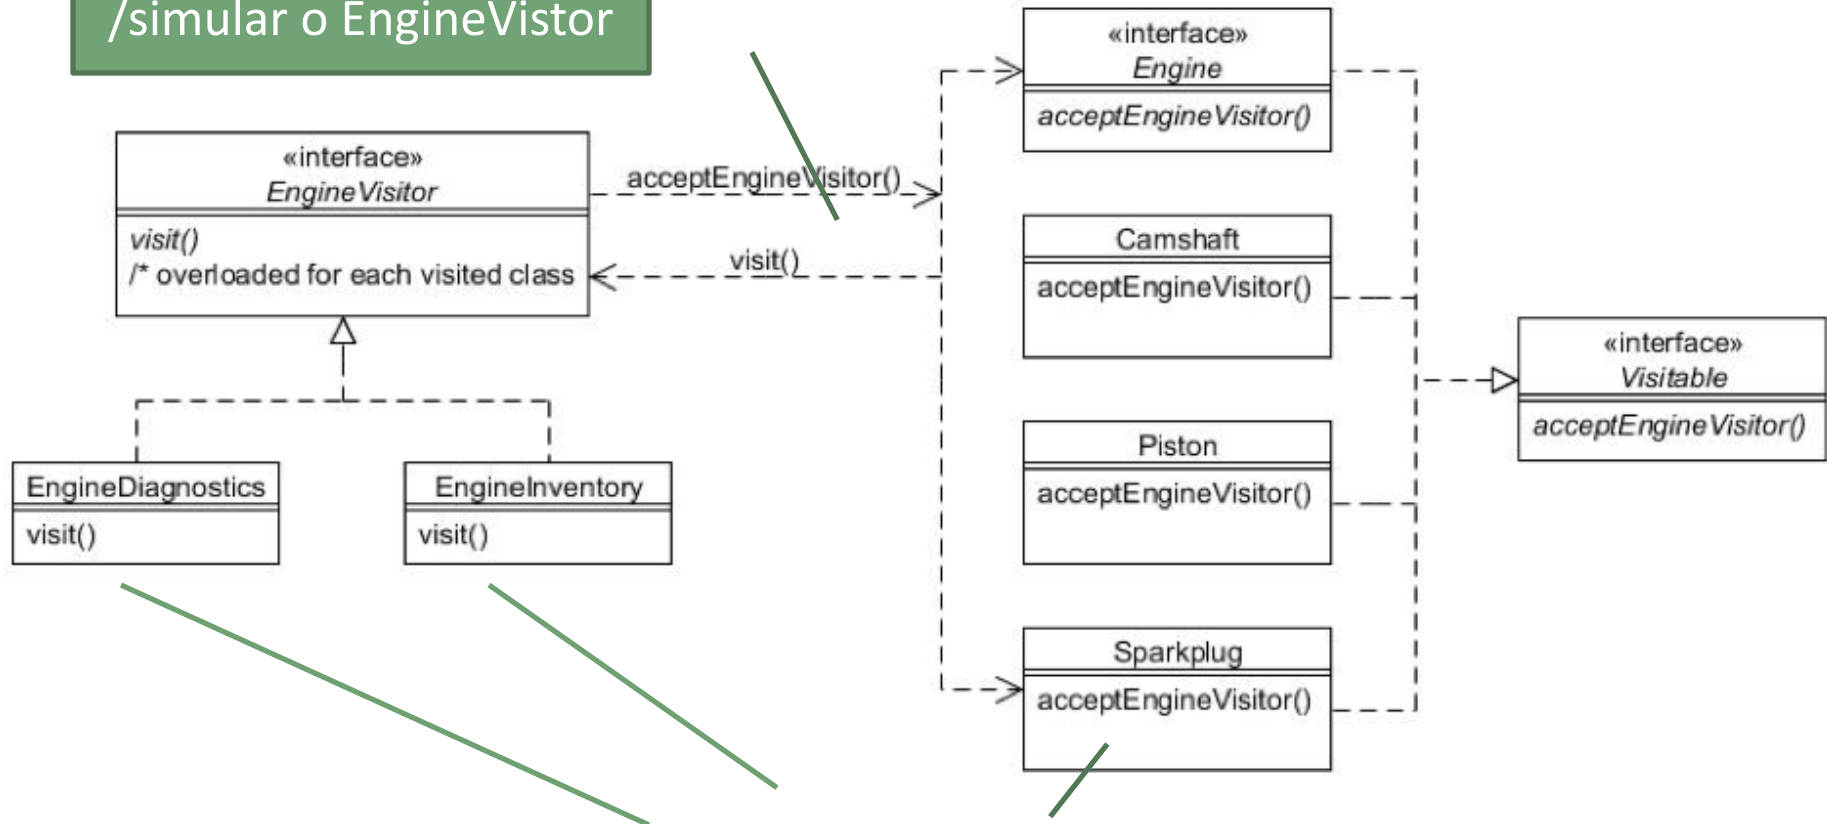 /simular o EngineVistor
«interface»
EngineVisitor
visit()
/* overloaded for each visited class
EngineDiagnostics
visit()
EngineInventory
visit()
acceptEngineVisitor()
visit()
«interface»
Engine
acceptEngineVisitor()
Camshaft
acceptEngineVisitor()
Piston
acceptEngineVisitor()
Sparkplug
acceptEngineVisitor()
«interface»
Visitable
acceptEngineVisitor()